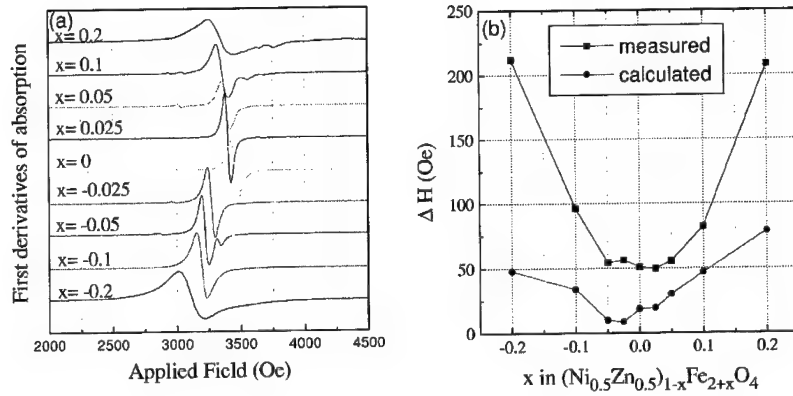 (a)
x= 0.2
x= 0.1
x= 0.05
x= 0.025
x= 0
x= -0.025
x= -0.05
x= -0.1
x= -0.2
First derivatives of absorption
2000 2500 3000 3500 4000 4500
Applied Field (Oe)
(b)
measured
calculated
250
200
150
100
50
0
Δ H (Oe)
-0.2 -0.1 0.0 0.1 0.2
x in (Ni0.5Zn0.5)1-xFe2+xO4